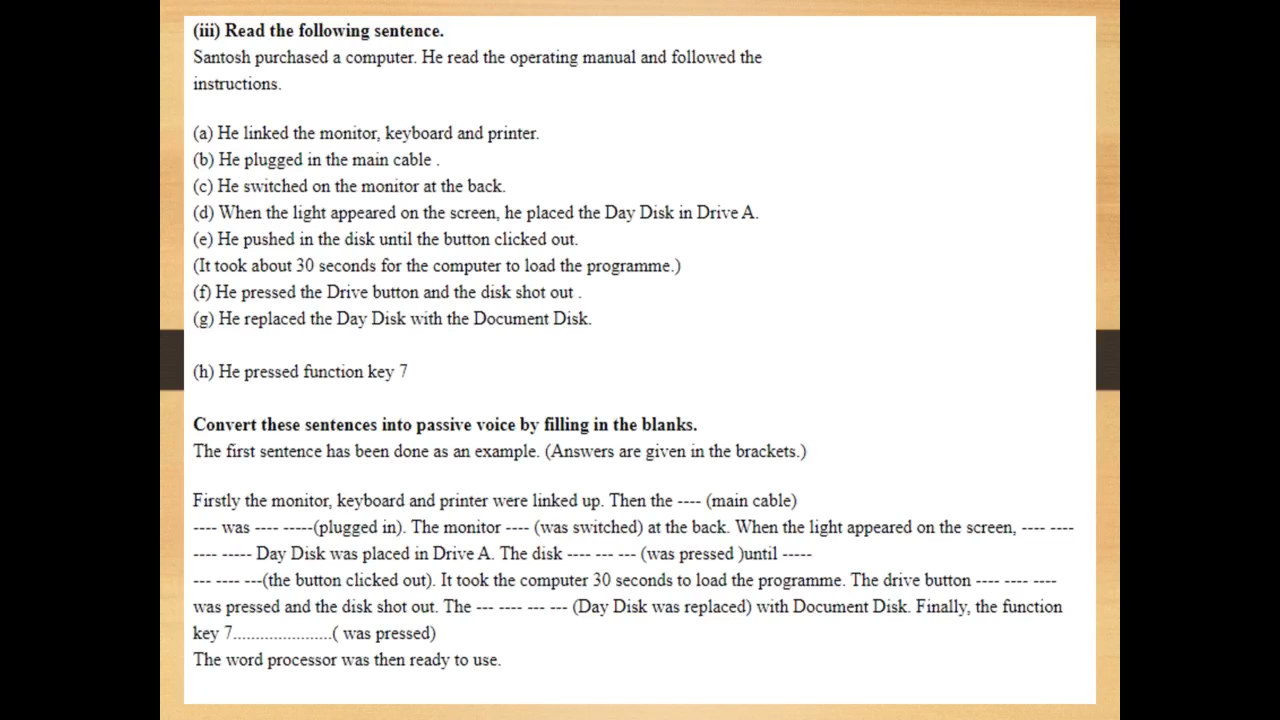 (iii) Read the following sentence.
Santosh purchased a computer. He read the operating manual and followed the
instructions.
(a) He linked the monitor, keyboard and printer.
(b) He plugged in the main cable .
(c) He switched on the monitor at the back.
(d) When the light appeared on the screen, he placed the Day Disk in Drive A.
(e) He pushed in the disk until the button clicked out.
(It took about 30 seconds for the computer to load the programme.)
(f) He pressed the Drive button and the disk shot out .
(g) He replaced the Day Disk with the Document Disk.
(h) He pressed function key 7
Convert these sentences into passive voice by filling in the blanks.
The first sentence has been done as an example. (Answers are given in the brackets.)
Firstly the monitor, keyboard and printer were linked up. Then the ---- (main cable)
---- was ---- -----(plugged in). The monitor ---- (was switched) at the back. When the light appeared on the screen, ---- ----
---- ----- Day Disk was placed in Drive A. The disk ---- --- --- (was pressed )until -----
--- ---- ---(the button clicked out). It took the computer 30 seconds to load the programme. The drive button ---- ---- ----
was pressed and the disk shot out. The --- ---- --- --- (Day Disk was replaced) with Document Disk. Finally, the function
key 7......................( was pressed)
The word processor was then ready to use.